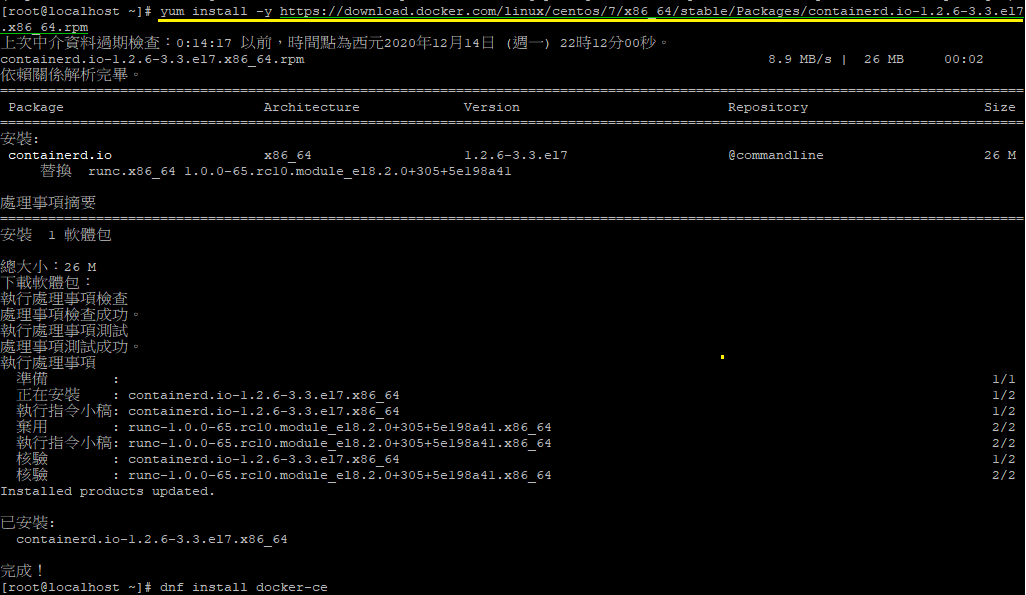 [root@localhost ~]# yum install -y https://download.docker.com/linux/centos/7/x86_64/stable/Packages/containerd.io-1.2.6-3.3.el7
.x86_64.rpm
上次中介資料過期檢查：0:14:17 以前，時間點為西元2020年12月14日 (週一) 22時12分00秒。
containerd.io-1.2.6-3.3.el7.x86_64.rpm 8.9 MB/s | 26 MB 00:02
依賴關係解析完畢。
================================================================================
Package Architecture Version Repository Size
================================================================================
安裝:
containerd.io x86_64 1.2.6-3.3.el7 @commandline 26 M
替換 runc.x86_64 1.0.0-65.rc10.module_el8.2.0+305+5e198a41
處理事項摘要
================================================================================
安裝 1 軟體包
總大小：26 M
下載軟體包：
執行處理事項檢查
處理事項檢查成功。
執行處理事項測試
處理事項測試成功。
執行處理事項
準備 : 1/1
正在安裝 : containerd.io-1.2.6-3.3.el7.x86_64 1/2
執行指令小稿: containerd.io-1.2.6-3.3.el7.x86_64 1/2
棄用 : runc-1.0.0-65.rc10.module_el8.2.0+305+5e198a41.x86_64 2/2
執行指令小稿: runc-1.0.0-65.rc10.module_el8.2.0+305+5e198a41.x86_64 2/2
核驗 : containerd.io-1.2.6-3.3.el7.x86_64 1/2
核驗 : runc-1.0.0-65.rc10.module_el8.2.0+305+5e198a41.x86_64 2/2
Installed products updated.
已安裝:
containerd.io-1.2.6-3.3.el7.x86_64
完成！
[root@localhost ~]# dnf install docker-ce